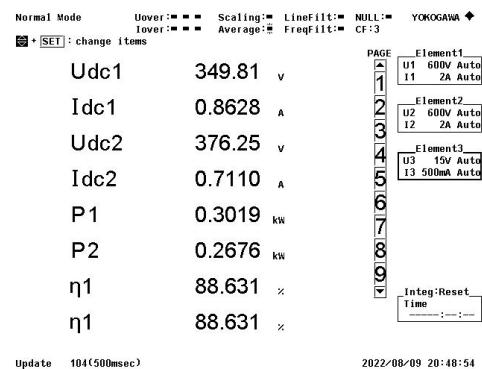 Normal Mode Uover:■ ■ ■ Scaling:■ LineFilt:■ NULL:■ YOKOGAWA ◆
Iover:■ ■ ■ Average:■ FreqFilt:■ CF:3
+ SET : change items
PAGE
Udc1 349.81 V
Idc1 0.8628 A
Udc2 376.25 V
Idc2 0.7110 A
P1 0.3019 kW
P2 0.2676 kW
η1 88.631 %
η1 88.631 %
▲
1
2
3
4
5
6
7
8
9
▼
Element1
U1 600V Auto
I1 2A Auto
Element2
U2 600V Auto
I2 2A Auto
Element3
U3 15V Auto
I3 500mA Auto
Integ:Reset
Time
-----:--:--
Update 104(500msec) 2022/08/09 20:48:54